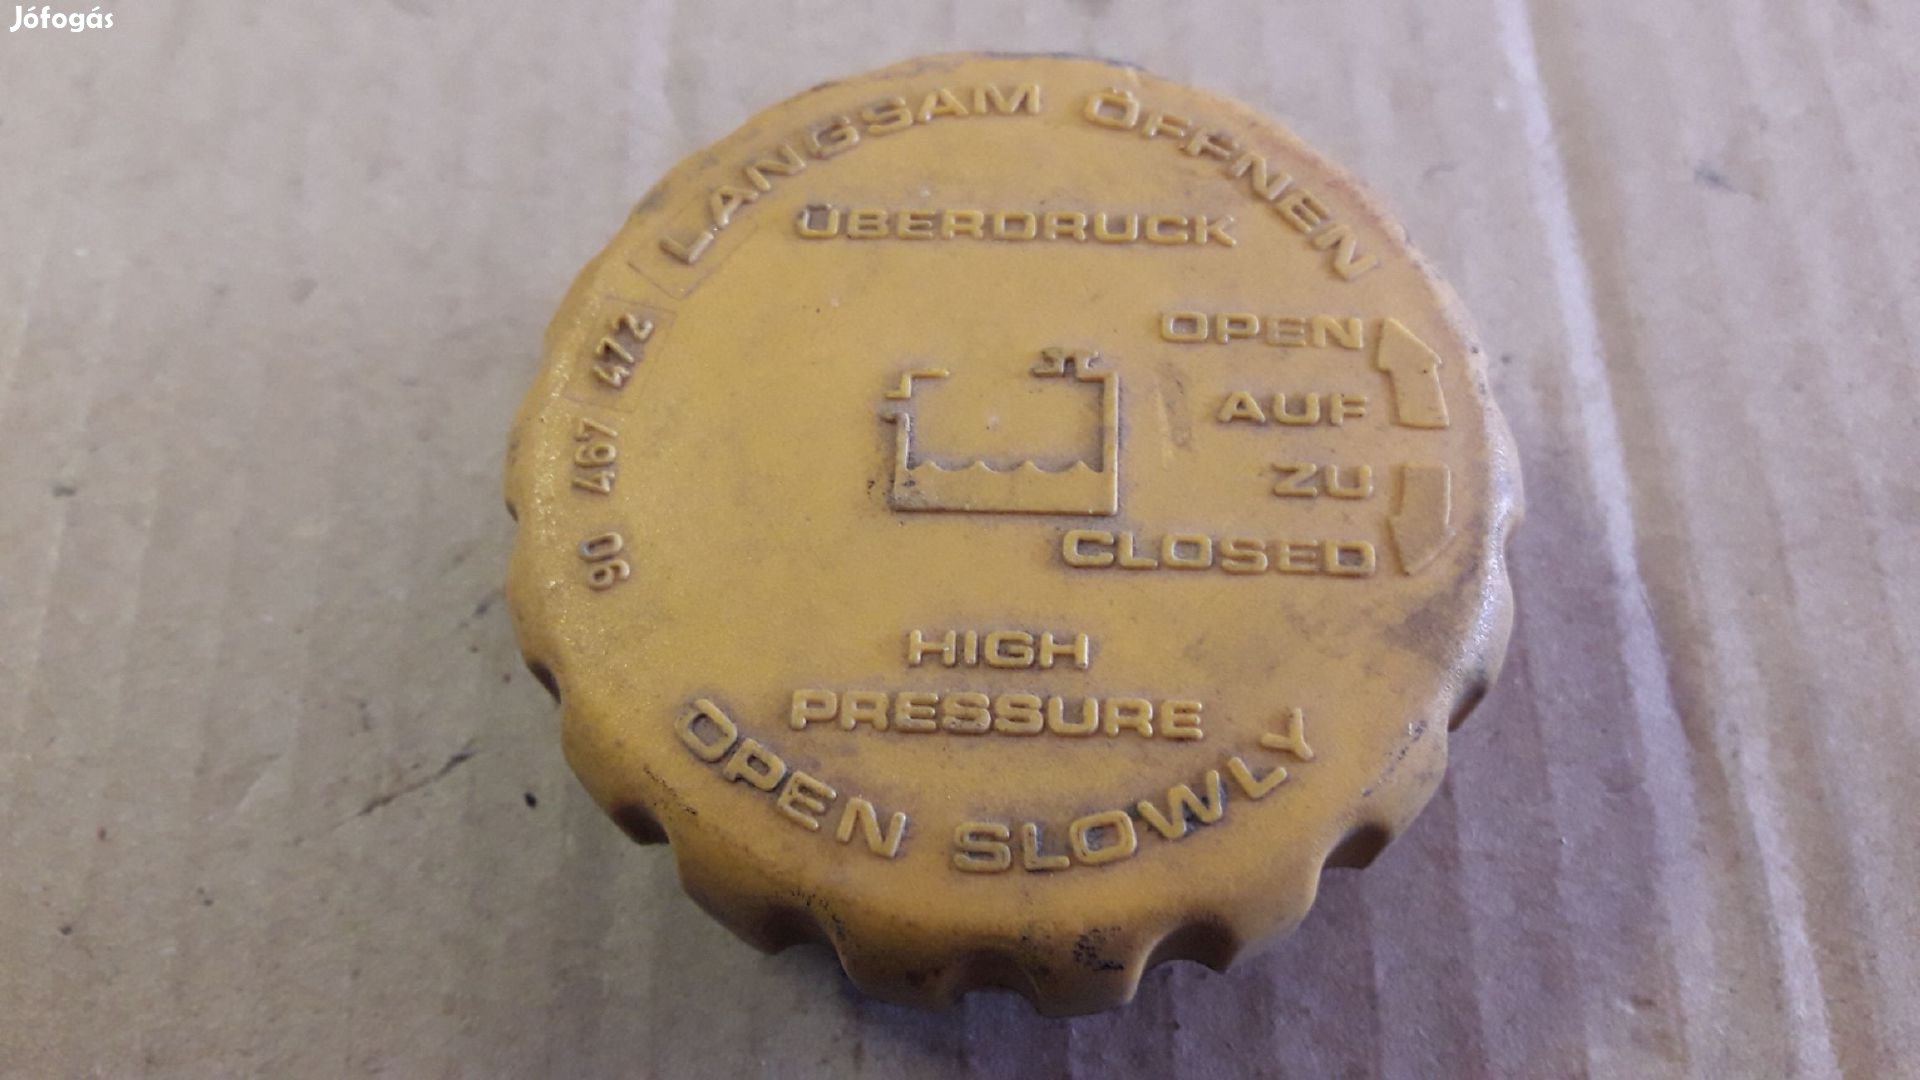 Jófogás
LANGSAM ÖFFNEN
ÜBERDRUCK
90 467 472
OPEN
AUF
ZU
CLOSED
HIGH
PRESSURE
OPEN SLOWLY